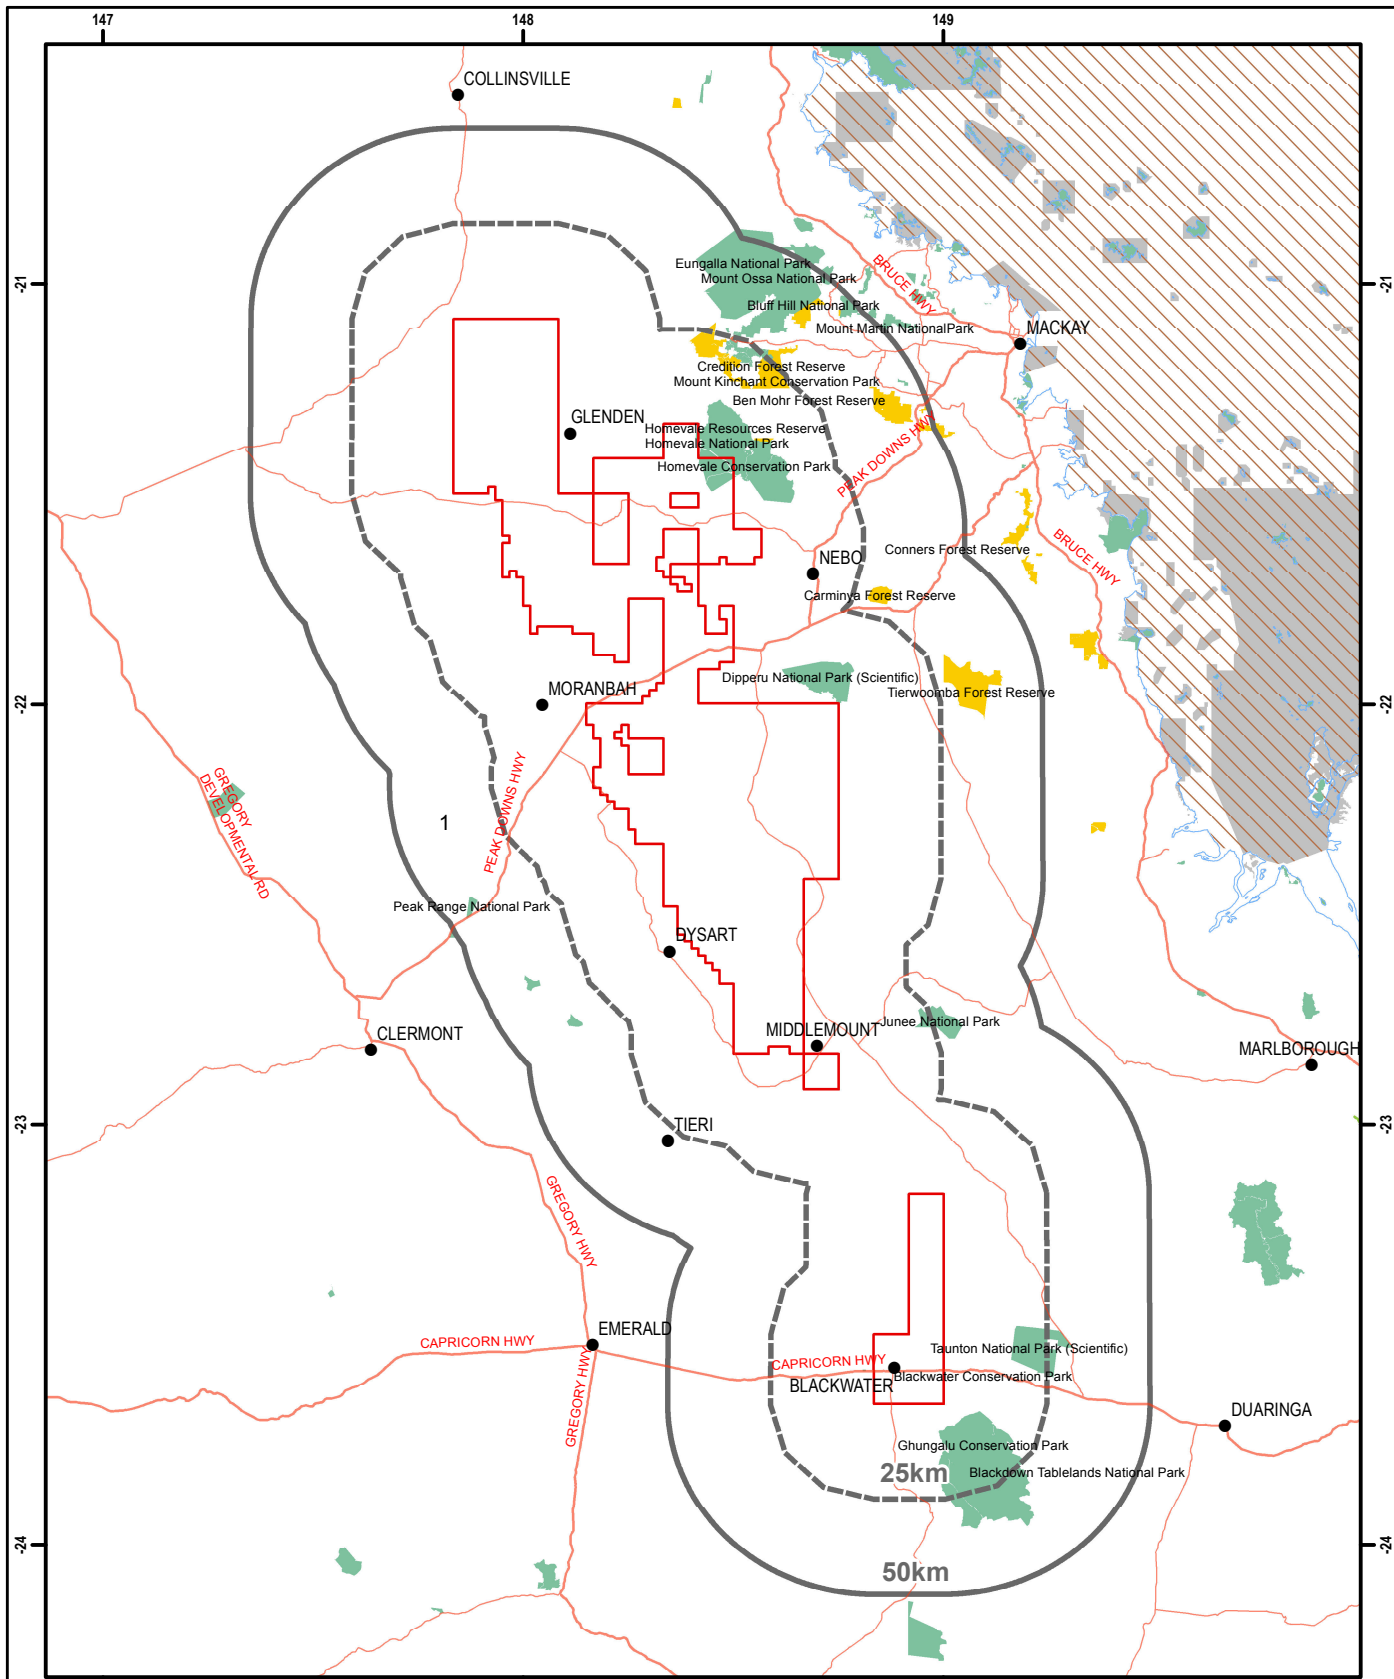 147
148
149
COLLINSVILLE
Eungalla National Park
Mount Ossa National Park
BRUCE HWY
-21
-21
Bluff Hill National Park
Mount Martin NationalPark
MACKAY
Credition Forest Reserve
Mount Kinchant Conservation Park
Ben Mohr Forest Reserve
GLENDEN
Homevale Resources Reserve
Homevale National Park
Homevale Conservation Park
PEAK DOWNS HWY
Conners Forest Reserve
BRUCE HWY
NEBO
Carminya Forest Reserve
Dipperu National Park (Scientific)
MORANBAH
Tierwoomba Forest Reserve
-22
-22
GREGORY
DEVELOPMENTAL RD
1
PEAK DOWNS HWY
Peak Range National Park
DYSART
Junee National Park
MIDDLEMOUNT
CLERMONT
MARLBOROUGH
-23
-23
TIERI
GREGORY HWY
EMERALD
CAPRICORN HWY
Taunton National Park (Scientific)
CAPRICORN HWY
Blackwater Conservation Park
BLACKWATER
GREGORY HWY
DUARINGA
Ghungalu Conservation Park
25km
Blackdown Tablelands National Park
-24
-24
50km